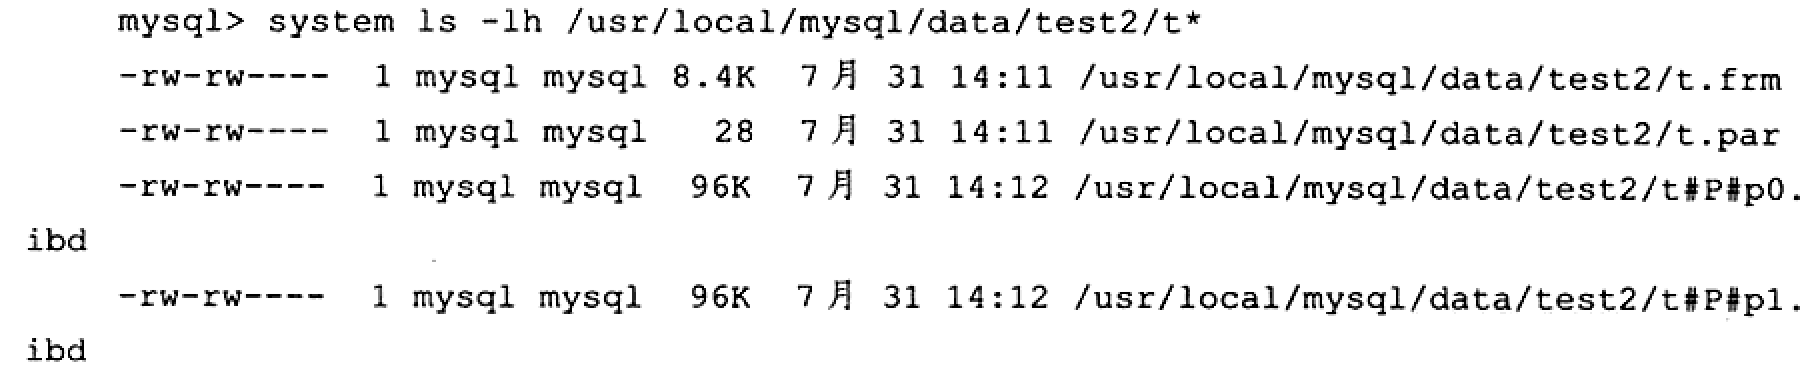 mysql> system ls -lh /usr/local/mysql/data/test2/t*
-rw-rw---- 1 mysql mysql 8.4K 7月 31 14:11 /usr/local/mysql/data/test2/t.frm
-rw-rw---- 1 mysql mysql 28 7月 31 14:11 /usr/local/mysql/data/test2/t.par
-rw-rw---- 1 mysql mysql 96K 7月 31 14:12 /usr/local/mysql/data/test2/t#P#p0.
ibd
-rw-rw---- 1 mysql mysql 96K 7月 31 14:12 /usr/local/mysql/data/test2/t#P#p1.
ibd